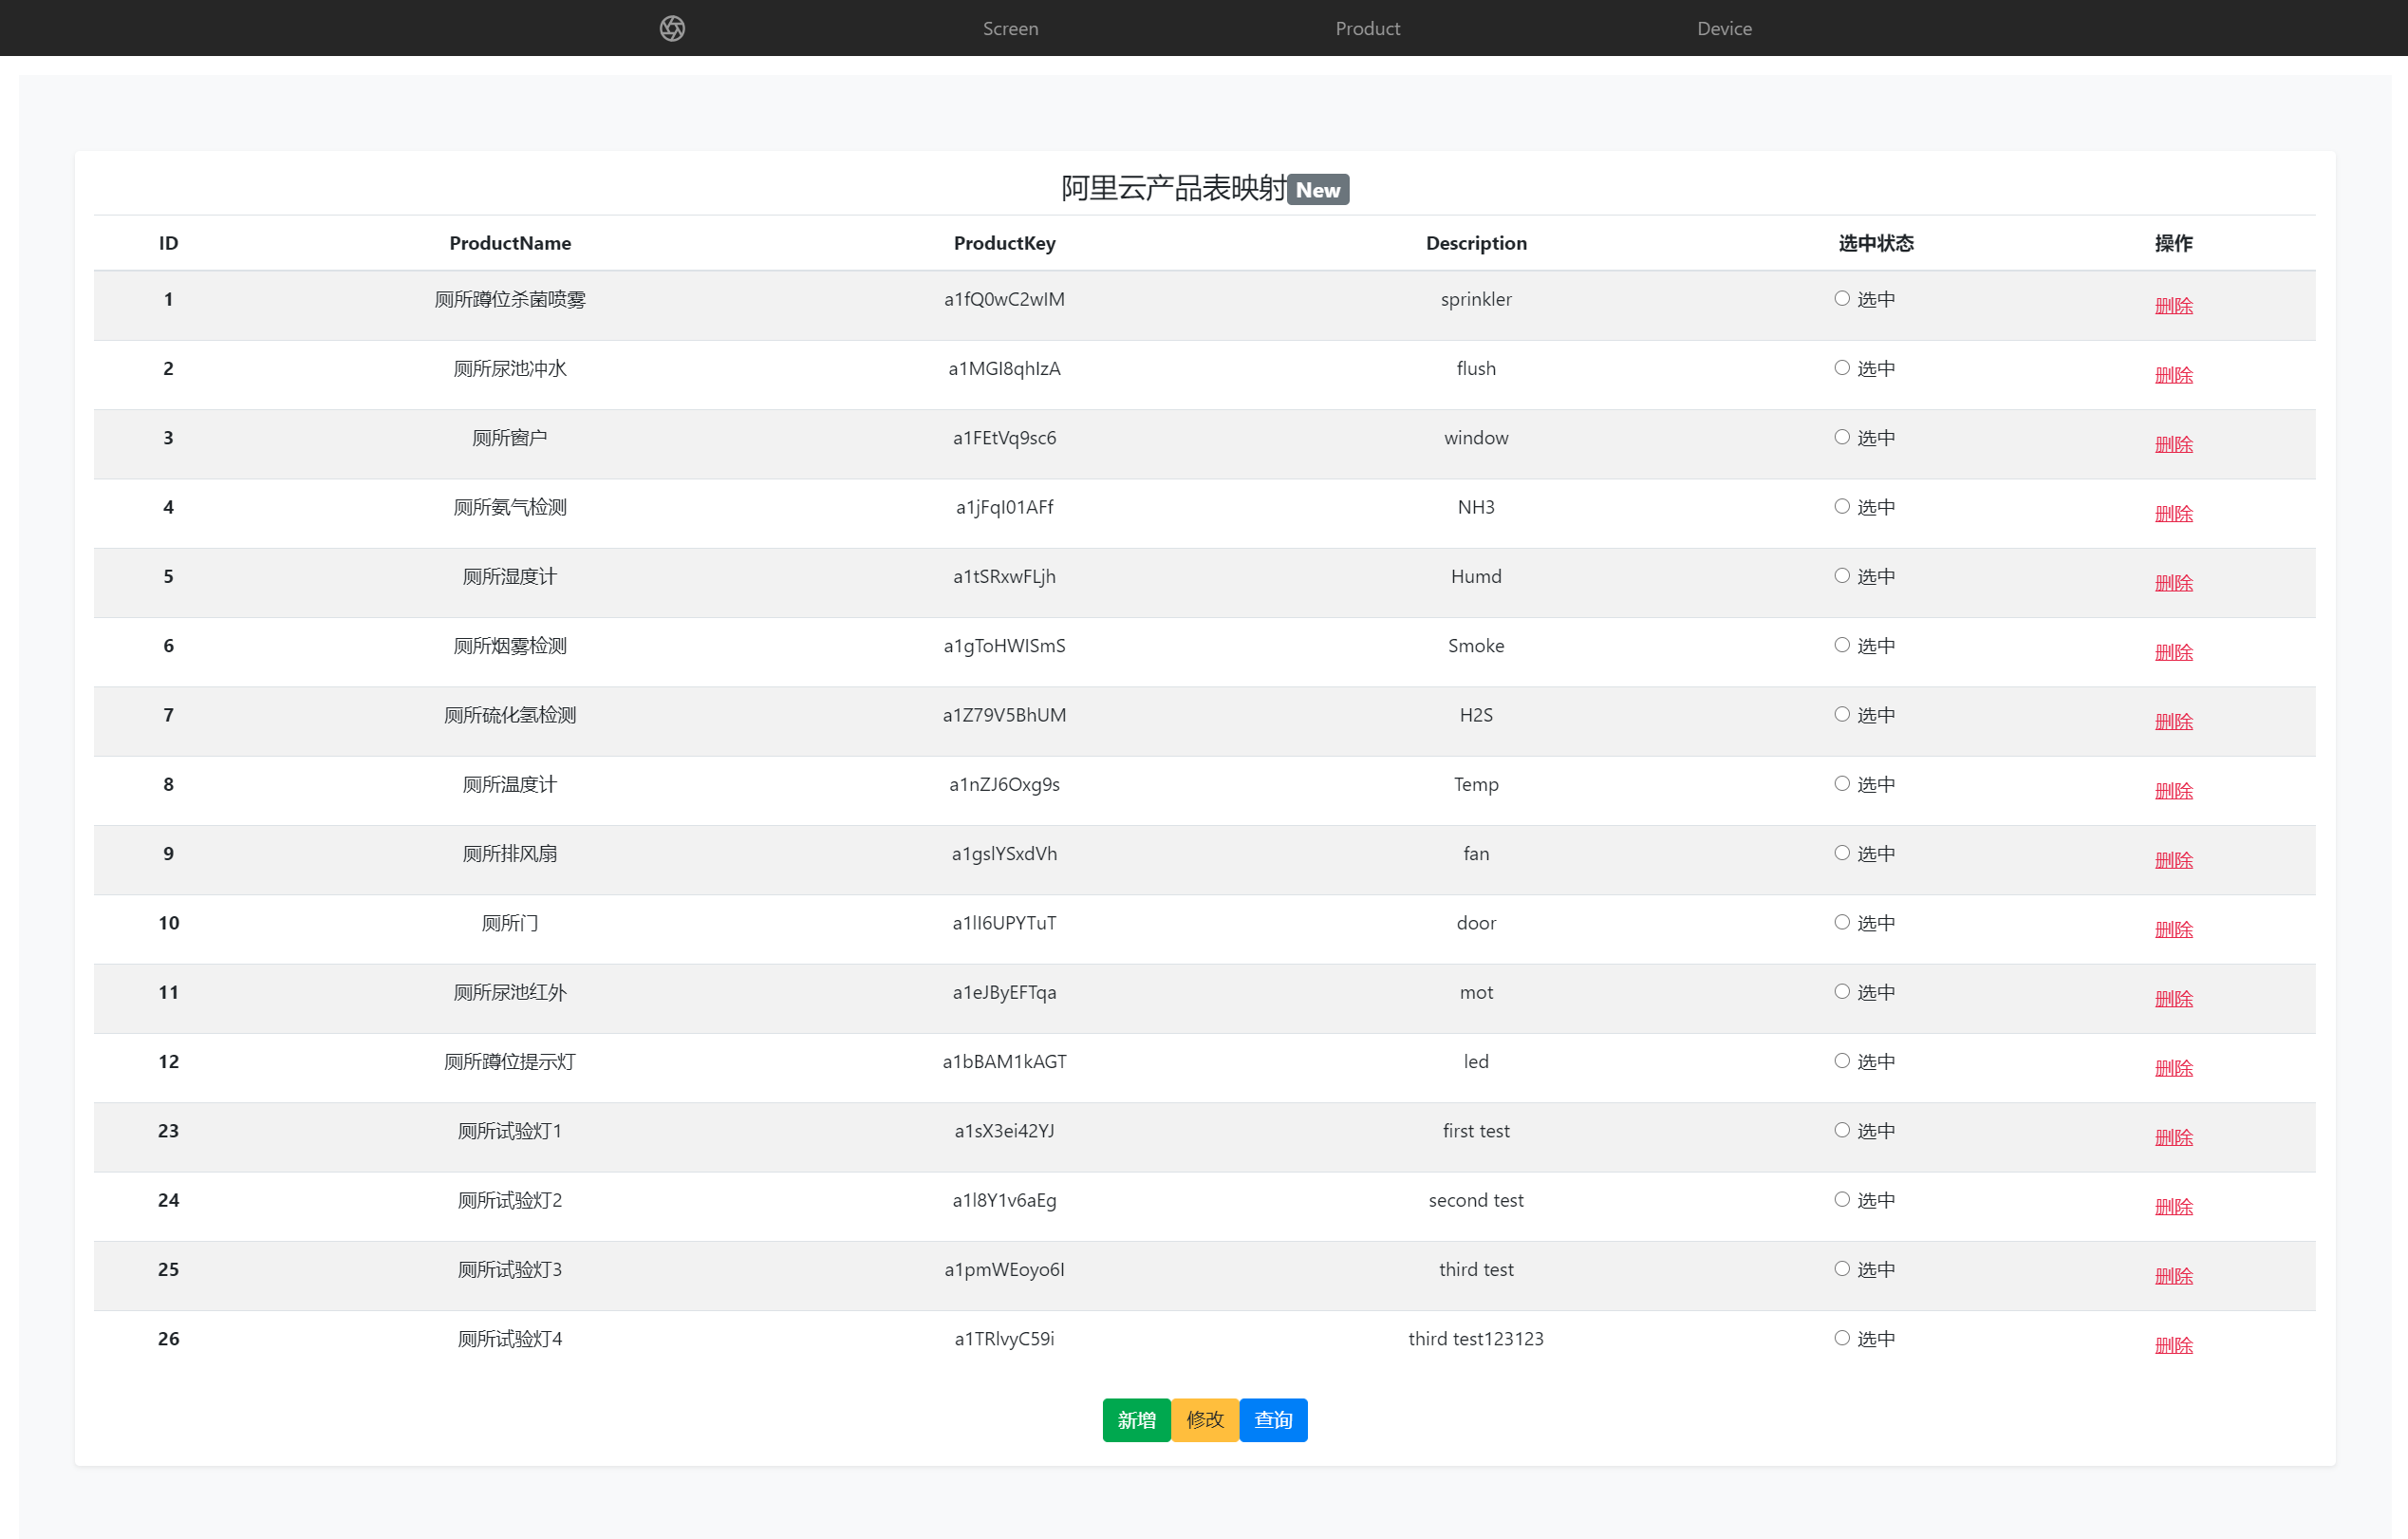 Screen Product Device
阿里云产品表映射 New
ID ProductName ProductKey Description 选中状态 操作
1 厕所蹲位杀菌喷雾 a1fQ0wC2wIM sprinkler 选中 删除
2 厕所尿池冲水 a1MGI8qhIzA flush 选中 删除
3 厕所窗户 a1FEtVq9sc6 window 选中 删除
4 厕所氨气检测 a1jFqI01AFf NH3 选中 删除
5 厕所湿度计 a1tSRxwFLjh Humd 选中 删除
6 厕所烟雾检测 a1gToHWISmS Smoke 选中 删除
7 厕所硫化氢检测 a1Z79V5BhUM H2S 选中 删除
8 厕所温度计 a1nZJ6Oxg9s Temp 选中 删除
9 厕所排风扇 a1gslYSxdVh fan 选中 删除
10 厕所门 a1lI6UPYTuT door 选中 删除
11 厕所尿池红外 a1eJByEFTqa mot 选中 删除
12 厕所蹲位提示灯 a1bBAM1kAGT led 选中 删除
23 厕所试验灯1 a1sX3ei42YJ first test 选中 删除
24 厕所试验灯2 a1l8Y1v6aEg second test 选中 删除
25 厕所试验灯3 a1pmWEoyo6I third test 选中 删除
26 厕所试验灯4 a1TRlvyC59i third test123123 选中 删除
新增 修改 查询